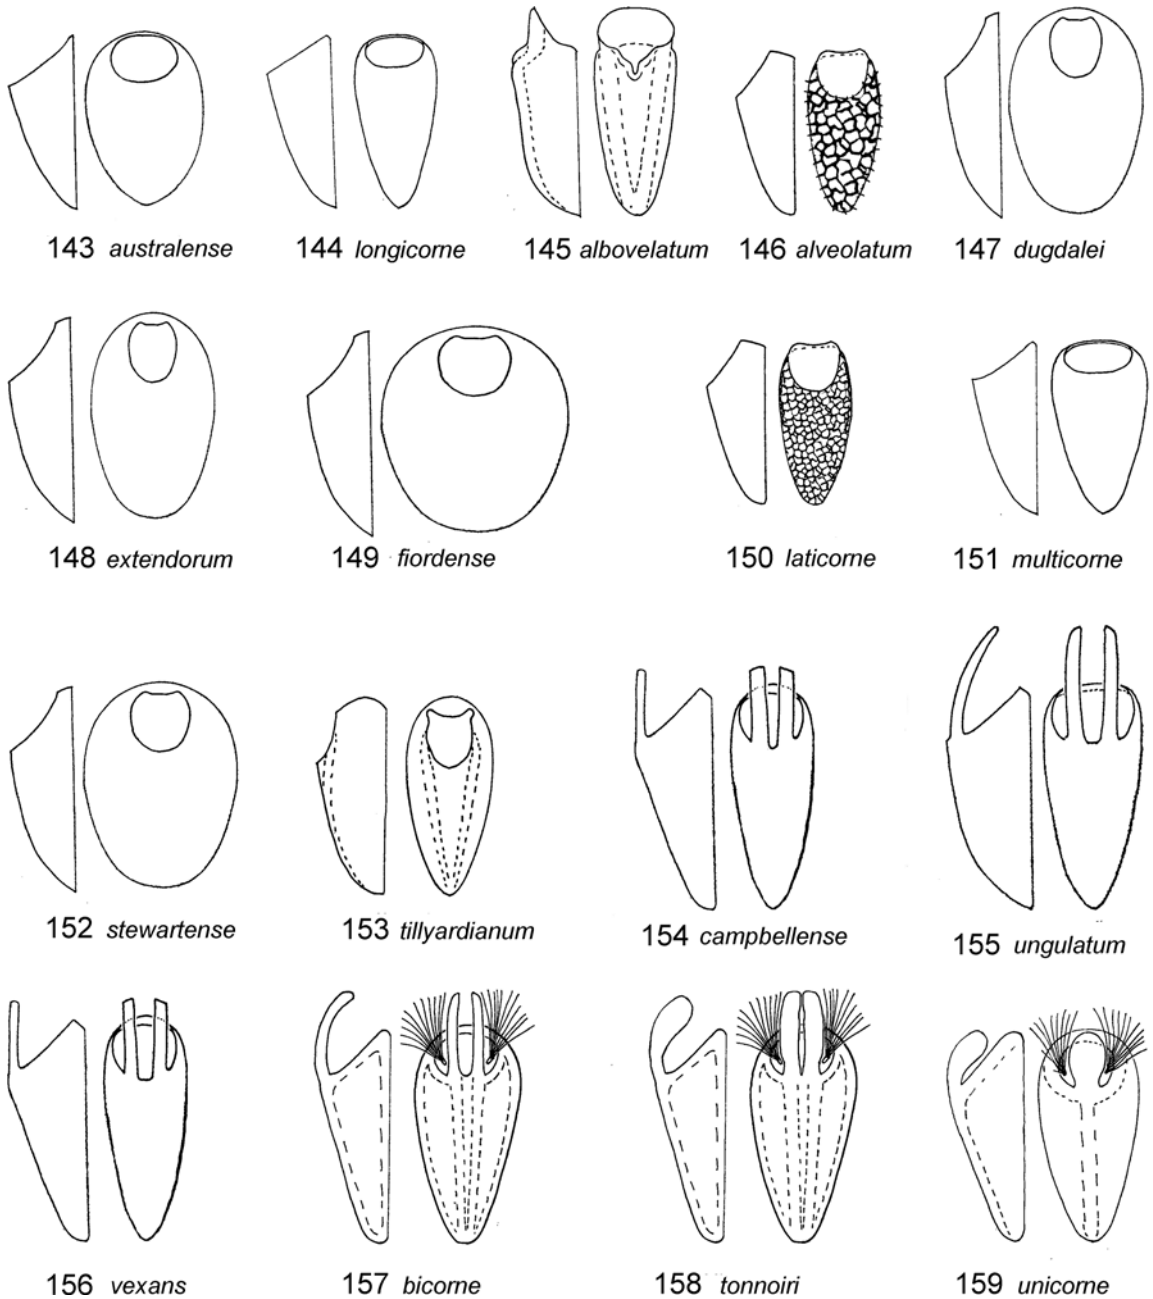 143 australense 144 longicorne 145 albovelatum 146 alveolatum 147 dugdalei
148 extendorum 149 fiordense 150 laticorne 151 multicorne
152 stewartense 153 tillyardianum 154 campbellense 155 ungulatum
156 vexans 157 bicorne 158 tonnoiri 159 unicorne